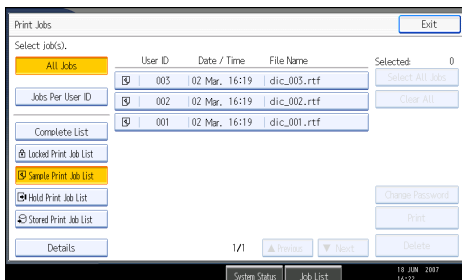 Print Jobs
Exit
Select job(s).
All Jobs
Jobs Per User ID
Complete List
Locked Print Job List
Sample Print Job List
Hold Print Job List
Stored Print Job List
Details
User ID Date / Time File Name
003 02 Mar. 16:19 dic_003.rtf
002 02 Mar. 16:19 dic_002.rtf
001 02 Mar. 16:19 dic_001.rtf
1/1
▲ Previous ▼ Next
Selected: 0
Select All Jobs
Clear All
Change Password
Print
Delete
System Status Job List
18 JUN 2007
16:22